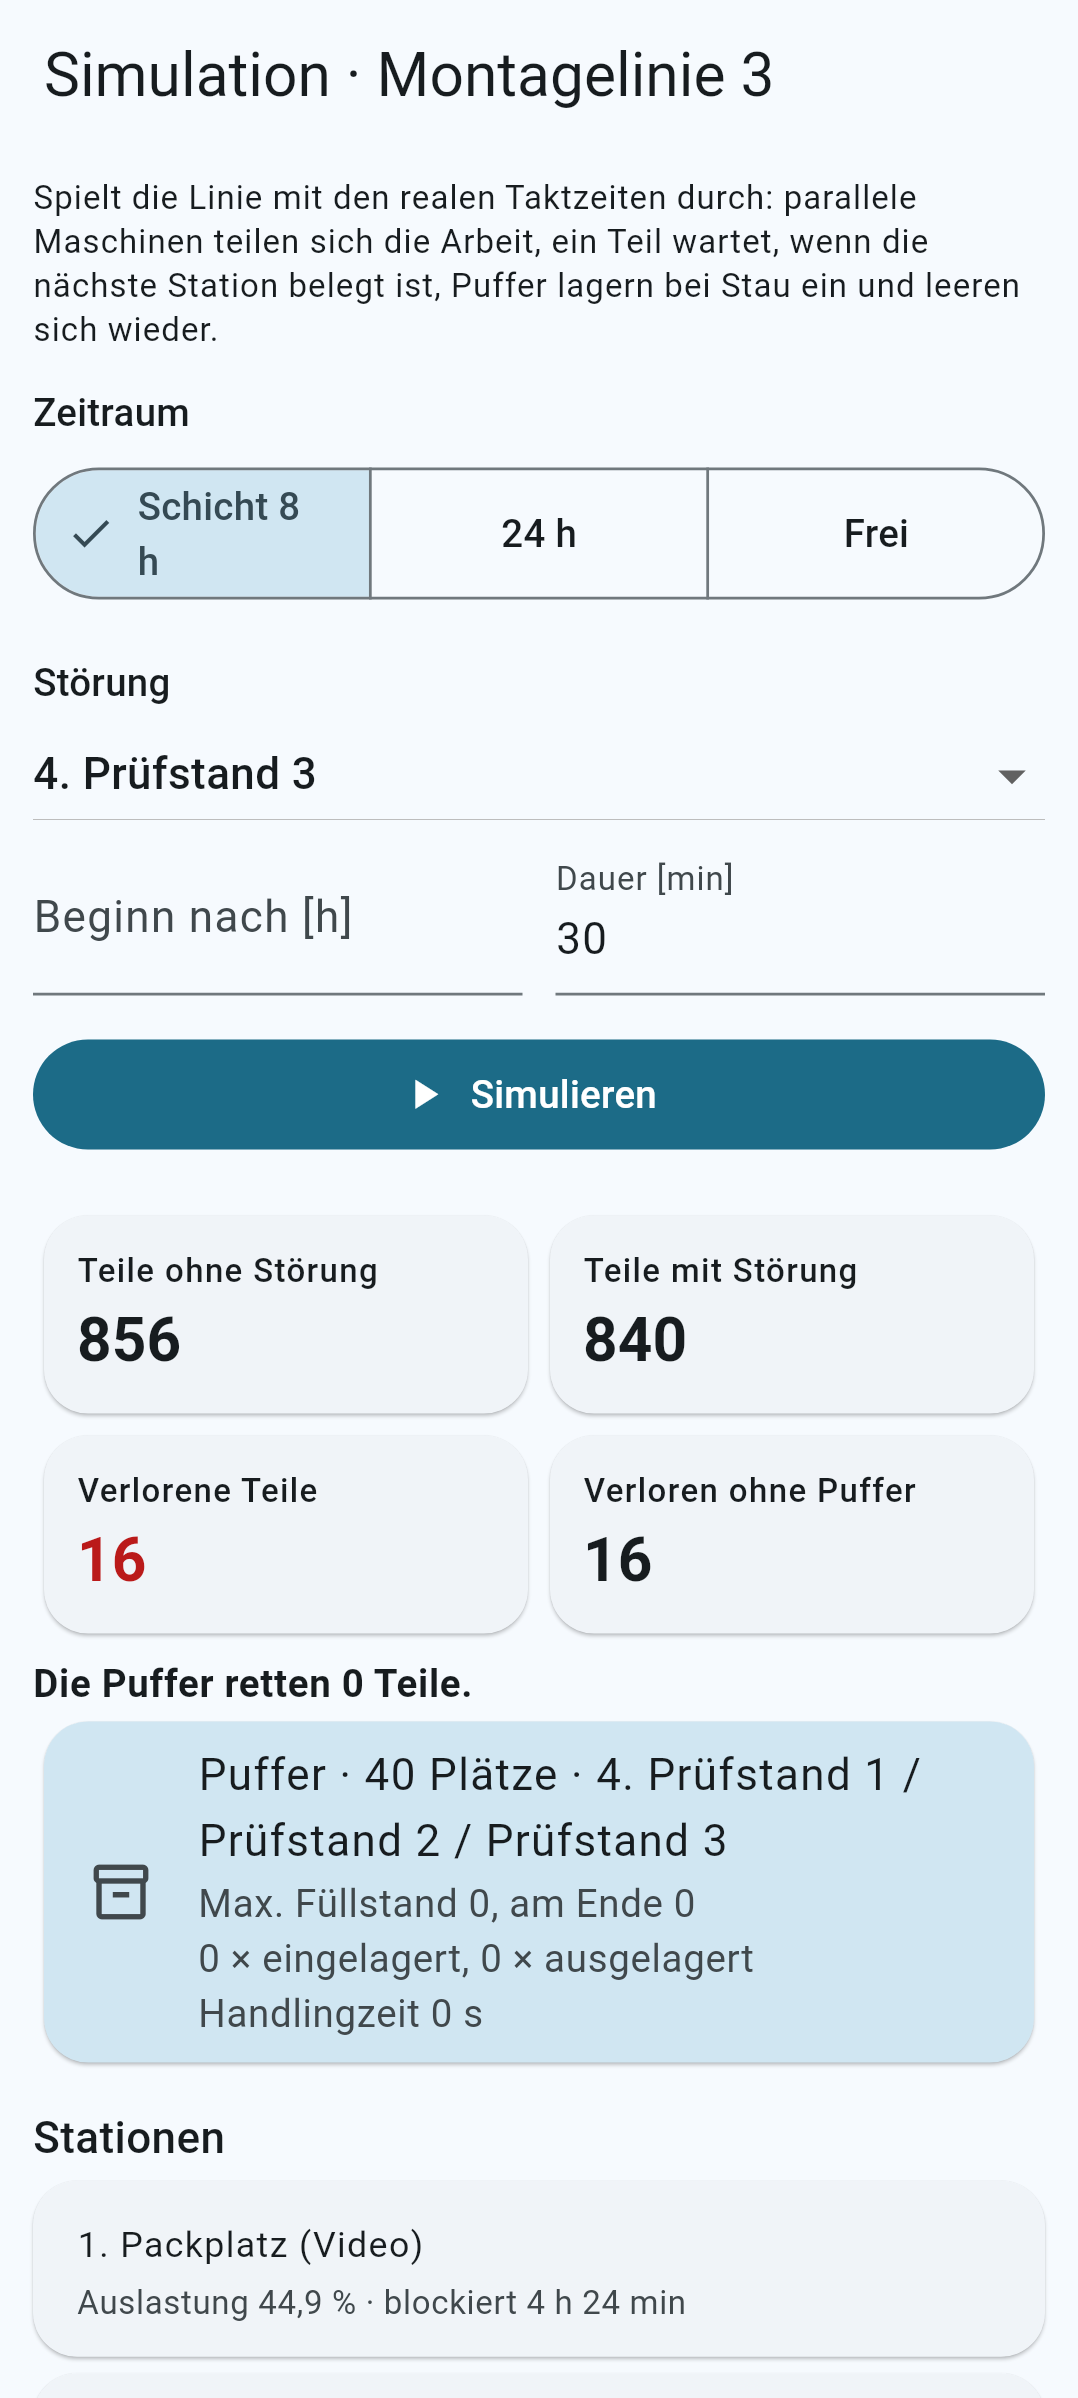 Simulation · Montagelinie 3
Spielt die Linie mit den realen Taktzeiten durch: parallele
Maschinen teilen sich die Arbeit, ein Teil wartet, wenn die
nächste Station belegt ist, Puffer lagern bei Stau ein und leeren
sich wieder.
Zeitraum
Schicht 8
h
24 h
Frei
Störung
4. Prüfstand 3
Beginn nach [h]
Dauer [min]
30
Simulieren
Teile ohne Störung
856
Teile mit Störung
840
Verlorene Teile
16
Verloren ohne Puffer
16
Die Puffer retten 0 Teile.
Puffer · 40 Plätze · 4. Prüfstand 1 /
Prüfstand 2 / Prüfstand 3
Max. Füllstand 0, am Ende 0
0 × eingelagert, 0 × ausgelagert
Handlingzeit 0 s
Stationen
1. Packplatz (Video)
Auslastung 44,9 % · blockiert 4 h 24 min